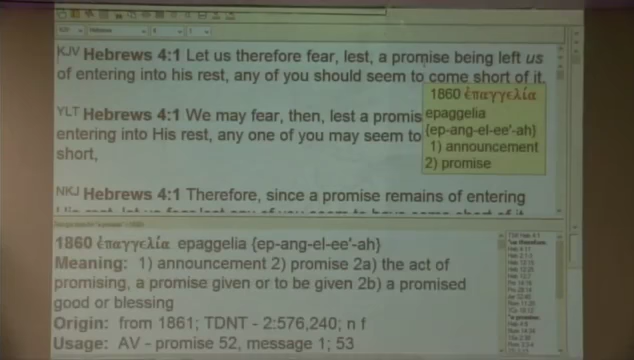 Hebrews
KJV Hebrews 4:1 Let us therefore fear, lest, a promise being left us
of entering into his rest, any of you should seem to come short of it.
1860 ἐπαγγελία
epaggelia
{ep-ang-el-ee'-ah}
1) announcement
2) promise
YLT Hebrews 4:1 We may fear, then, lest a promis
entering into His rest, any one of you may seem to
short,
NKJ Hebrews 4:1 Therefore, since a promise remains of entering
1860 ἐπαγγελία epaggelia {ep-ang-el-ee'-ah}
Meaning: 1) announcement 2) promise 2a) the act of
promising, a promise given or to be given 2b) a promised
good or blessing
Origin: from 1861; TDNT - 2:576,240; n f
Usage: AV - promise 52, message 1; 53